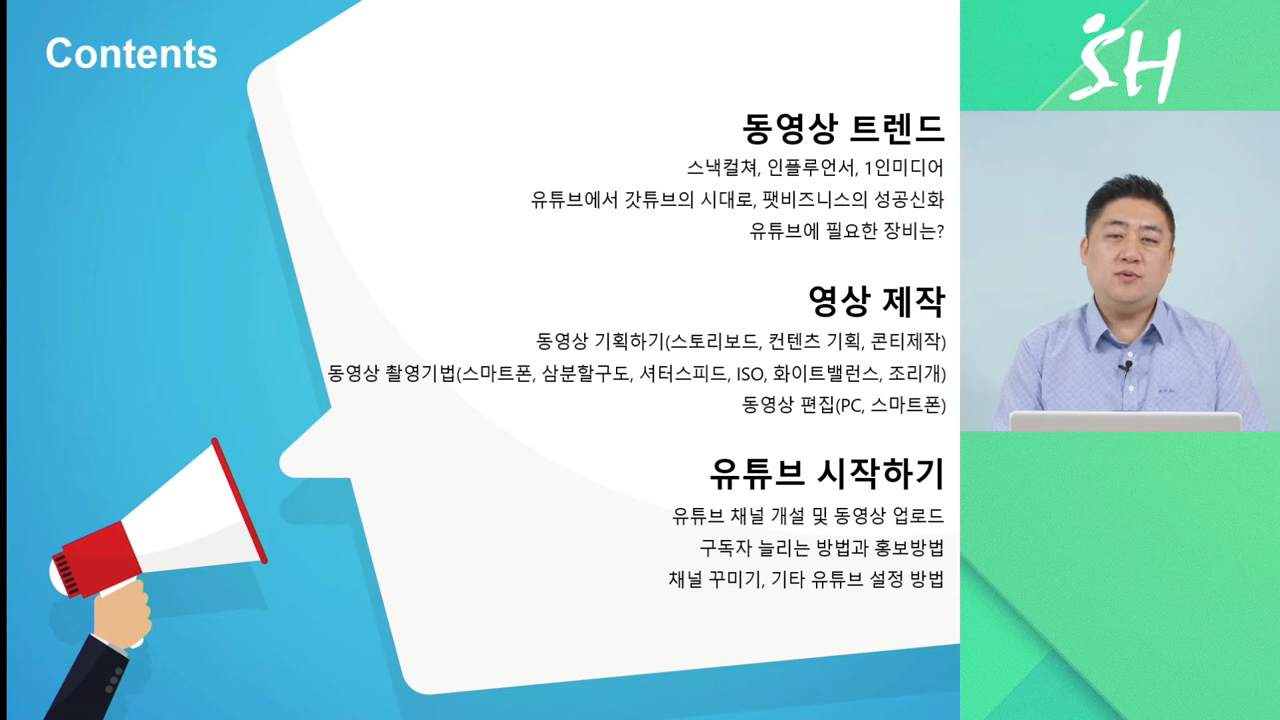 Contents
SH
동영상 트렌드
스낵컬쳐, 인플루언서, 1인미디어
유튜브에서 갓튜브의 시대로, 팻비즈니스의 성공신화
유튜브에 필요한 장비는?
영상 제작
동영상 기획하기(스토리보드, 컨텐츠 기획, 콘티제작)
동영상 촬영기법(스마트폰, 삼분할구도, 셔터스피드, ISO, 화이트밸런스, 조리개)
동영상 편집(PC, 스마트폰)
유튜브 시작하기
유튜브 채널 개설 및 동영상 업로드
구독자 늘리는 방법과 홍보방법
채널 꾸미기, 기타 유튜브 설정 방법